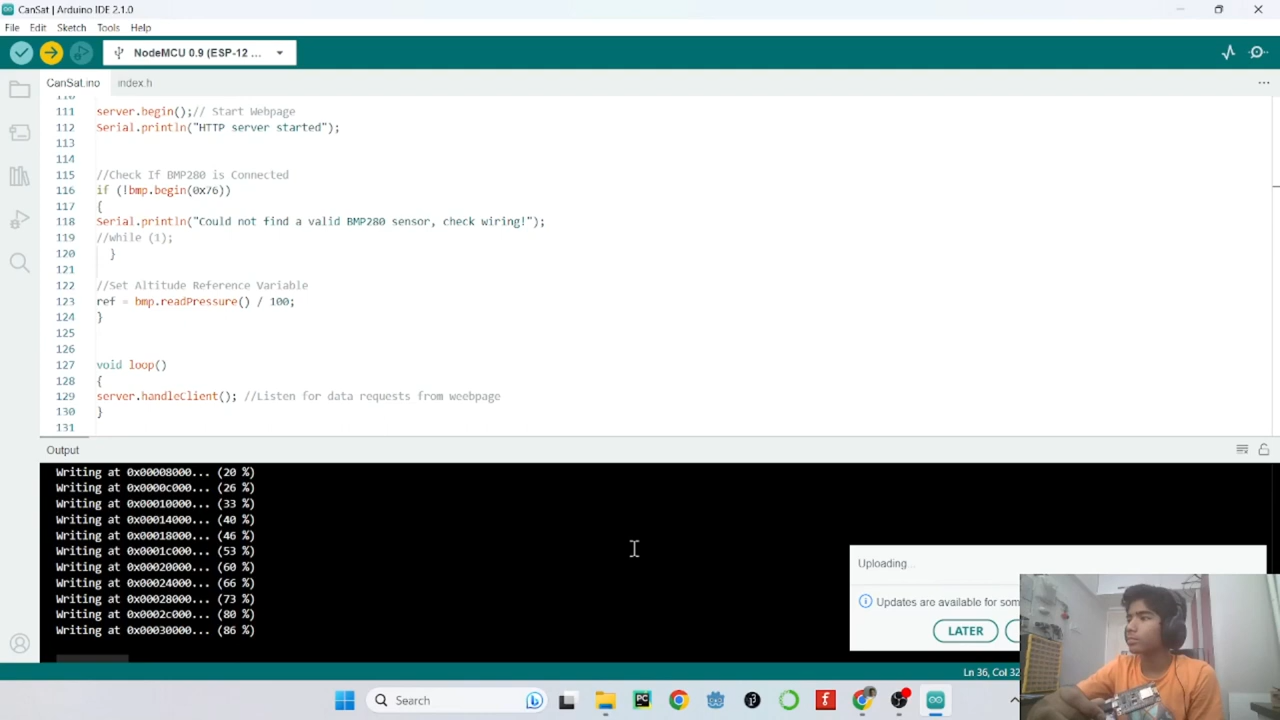 CanSat | Arduino IDE 2.1.0
File Edit Sketch Tools Help
NodeMCU 0.9 (ESP-12 ...
CanSat.ino index.h
110
111 server.begin();// Start Webpage
112 Serial.println("HTTP server started");
113
114
115 //Check If BMP280 is Connected
116 if (!bmp.begin(0x76))
117 {
118 Serial.println("Could not find a valid BMP280 sensor, check wiring!");
119 //while (1);
120 }
121
122 //Set Altitude Reference Variable
123 ref = bmp.readPressure() / 100;
124 }
125
126
127 void loop()
128 {
129 server.handleClient(); //Listen for data requests from weebpage
130 }
131
Output
Writing at 0x00008000... (20 %)
Writing at 0x0000c000... (26 %)
Writing at 0x00010000... (33 %)
Writing at 0x00014000... (40 %)
Writing at 0x00018000... (46 %)
Writing at 0x0001c000... (53 %)
Writing at 0x00020000... (60 %)
Writing at 0x00024000... (66 %)
Writing at 0x00028000... (73 %)
Writing at 0x0002c000... (80 %)
Writing at 0x00030000... (86 %)
Uploading...
Updates are available for som
LATER
Ln 36, Col 32
Search